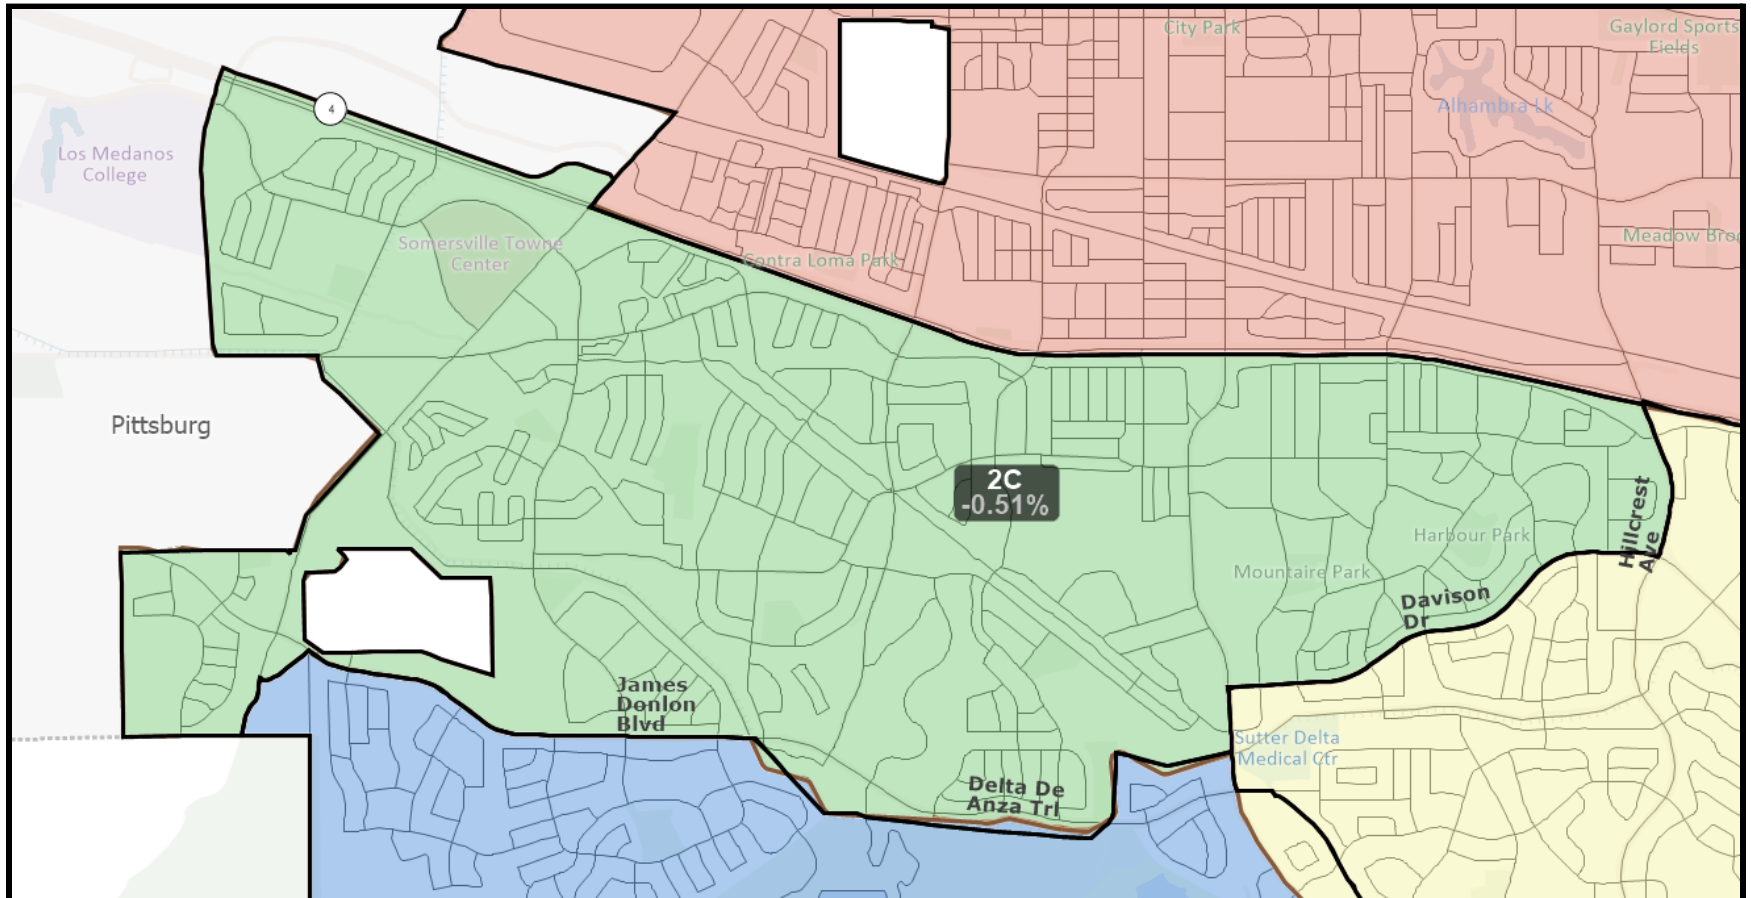 City Park
Gaylord Sports
Fields
4
Alhambra Lk
Los Medanos
College
Somersville Towne
Center
Contra Loma Park
Meadow Broo
Pittsburg
2C
-0.51%
Hillcrest
Ave
Harbour Park
Mountaire Park
Davison
Dr
James
Donlon
Blvd
Sutter Delta
Medical Ctr
Delta De
Anza Trl